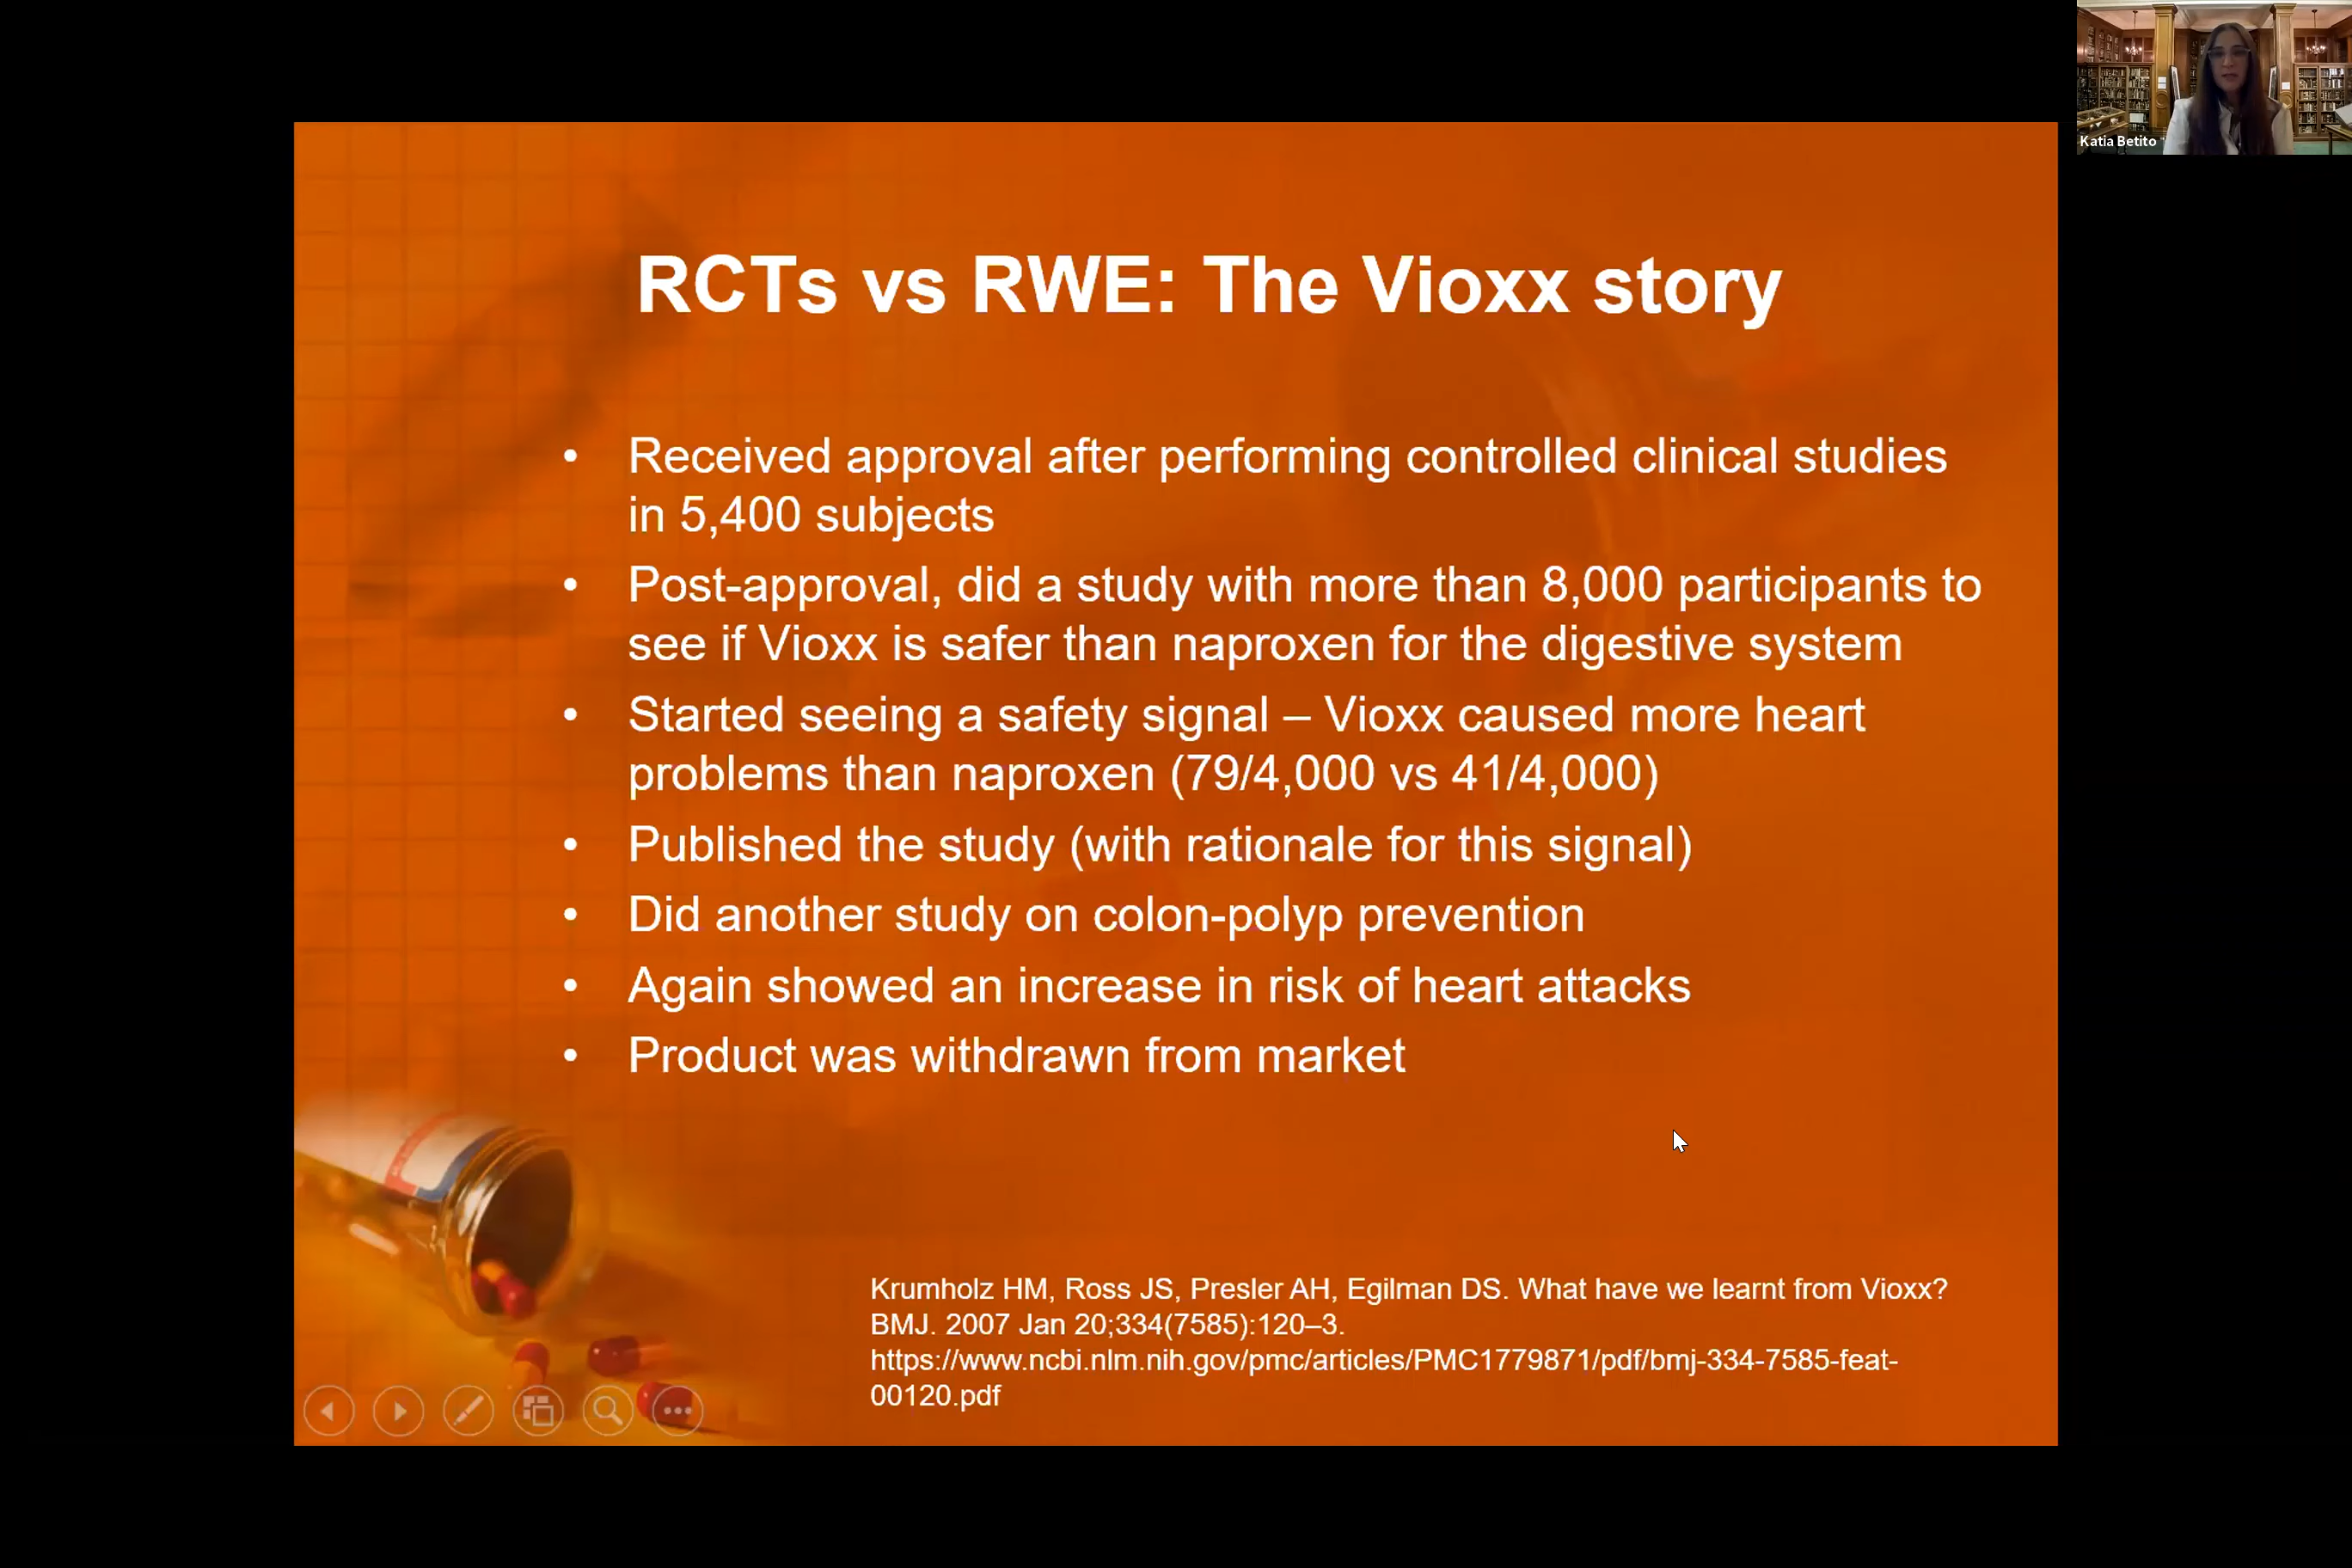 Katia Betito
RCTs vs RWE: The Vioxx story
• Received approval after performing controlled clinical studies
in 5,400 subjects
• Post-approval, did a study with more than 8,000 participants to
see if Vioxx is safer than naproxen for the digestive system
• Started seeing a safety signal – Vioxx caused more heart
problems than naproxen (79/4,000 vs 41/4,000)
• Published the study (with rationale for this signal)
• Did another study on colon-polyp prevention
• Again showed an increase in risk of heart attacks
• Product was withdrawn from market
Krumholz HM, Ross JS, Presler AH, Egilman DS. What have we learnt from Vioxx?
BMJ. 2007 Jan 20;334(7585):120–3.
https://www.ncbi.nlm.nih.gov/pmc/articles/PMC1779871/pdf/bmj-334-7585-feat-
00120.pdf